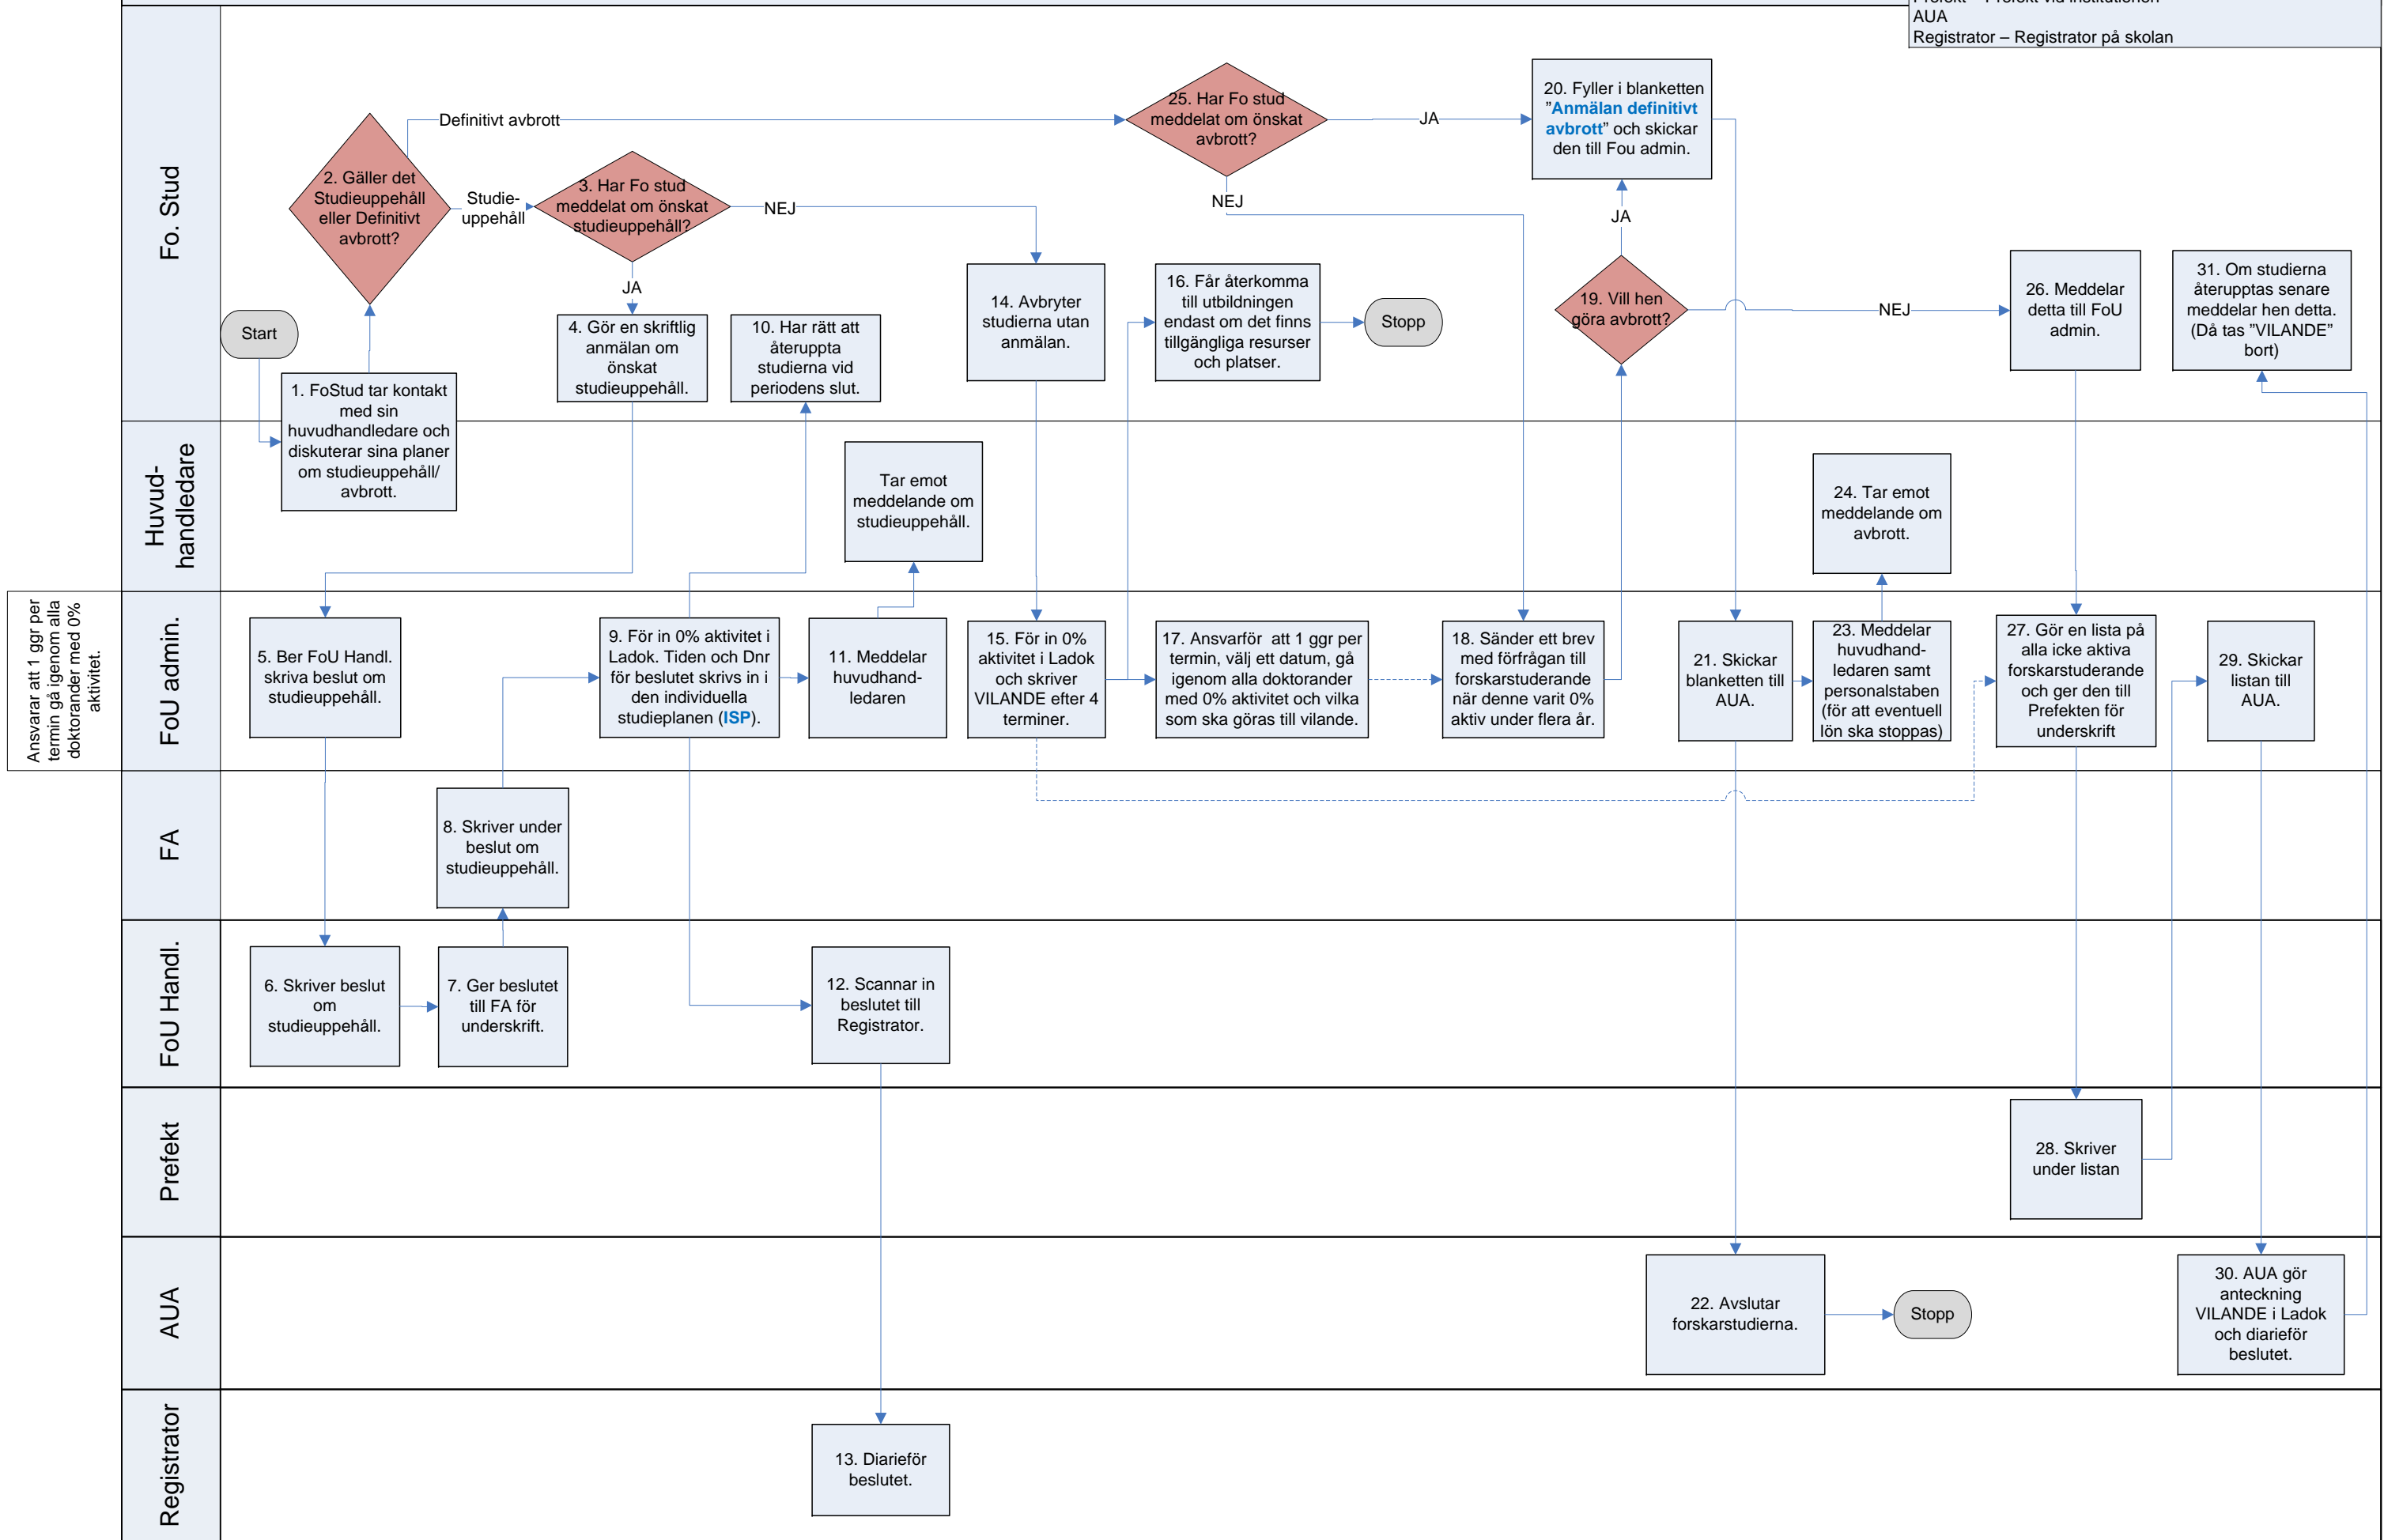 AUA
Registrator – Registrator på skolan
Fo. Stud
Start
1. FoStud tar kontakt
med sin
huvudhandledare och
diskuterar sina planer
om studieuppehåll/
avbrott.
2. Gäller det
Studieuppehåll
eller Definitivt
avbrott?
Definitivt avbrott
Studie-
uppehåll
3. Har Fo stud
meddelat om önskat
studieuppehåll?
NEJ
JA
4. Gör en skriftlig
anmälan om
önskat
studieuppehåll.
10. Har rätt att
återuppta
studierna vid
periodens slut.
14. Avbryter
studierna utan
anmälan.
25. Har Fo stud
meddelat om önskat
avbrott?
JA
NEJ
16. Får återkomma
till utbildningen
endast om det finns
tillgängliga resurser
och platser.
Stopp
20. Fyller i blanketten
”Anmälan definitivt
avbrott” och skickar
den till Fou admin.
JA
19. Vill hen
göra avbrott?
NEJ
26. Meddelar
detta till FoU
admin.
31. Om studierna
återupptas senare
meddelar hen detta.
(Då tas ”VILANDE”
bort)
Huvud-
handledare
Tar emot
meddelande om
studieuppehåll.
24. Tar emot
meddelande om
avbrott.
Ansvarar att 1 ggr per
termin gå igenom alla
doktorander med 0%
aktivitet.
FoU admin.
5. Ber FoU Handl.
skriva beslut om
studieuppehåll.
9. För in 0% aktivitet i
Ladok. Tiden och Dnr
för beslutet skrivs in i
den individuella
studieplanen (ISP).
11. Meddelar
huvudhand-
ledaren
15. För in 0%
aktivitet i Ladok
och skriver
VILANDE efter 4
terminer.
17. Ansvarför  att 1 ggr per
termin, välj ett datum, gå
igenom alla doktorander
med 0% aktivitet och vilka
som ska göras till vilande.
18. Sänder ett brev
med förfrågan till
forskarstuderande
när denne varit 0%
aktiv under flera år.
21. Skickar
blanketten till
AUA.
23. Meddelar
huvudhand-
ledaren samt
personalstaben
(för att eventuell
lön ska stoppas)
27. Gör en lista på
alla icke aktiva
forskarstuderande
och ger den till
Prefekten för
underskrift
29. Skickar
listan till
AUA.
FA
8. Skriver under
beslut om
studieuppehåll.
FoU Handl.
6. Skriver beslut
om
studieuppehåll.
7. Ger beslutet
till FA för
underskrift.
12. Scannar in
beslutet till
Registrator.
Prefekt
28. Skriver
under listan
AUA
22. Avslutar
forskarstudierna.
Stopp
30. AUA gör
anteckning
VILANDE i Ladok
och diarieför
beslutet.
Registrator
13. Diarieför
beslutet.